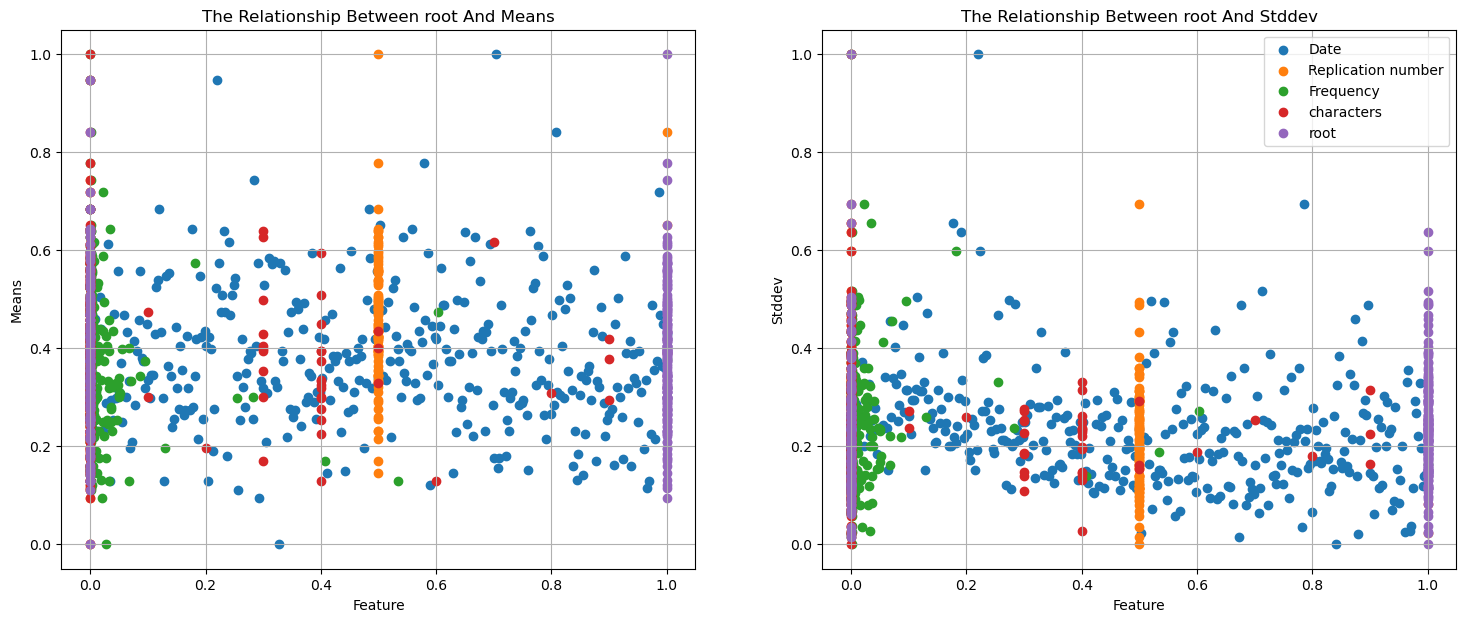 The Relationship Between root And Means
1.0
0.8
0.6
0.4
0.2
0.0
Means
0.0 0.2 0.4 0.6 0.8 1.0
Feature
The Relationship Between root And Stddev
Date
Replication number
Frequency
characters
root
1.0
0.8
0.6
0.4
0.2
0.0
Stddev
0.0 0.2 0.4 0.6 0.8 1.0
Feature